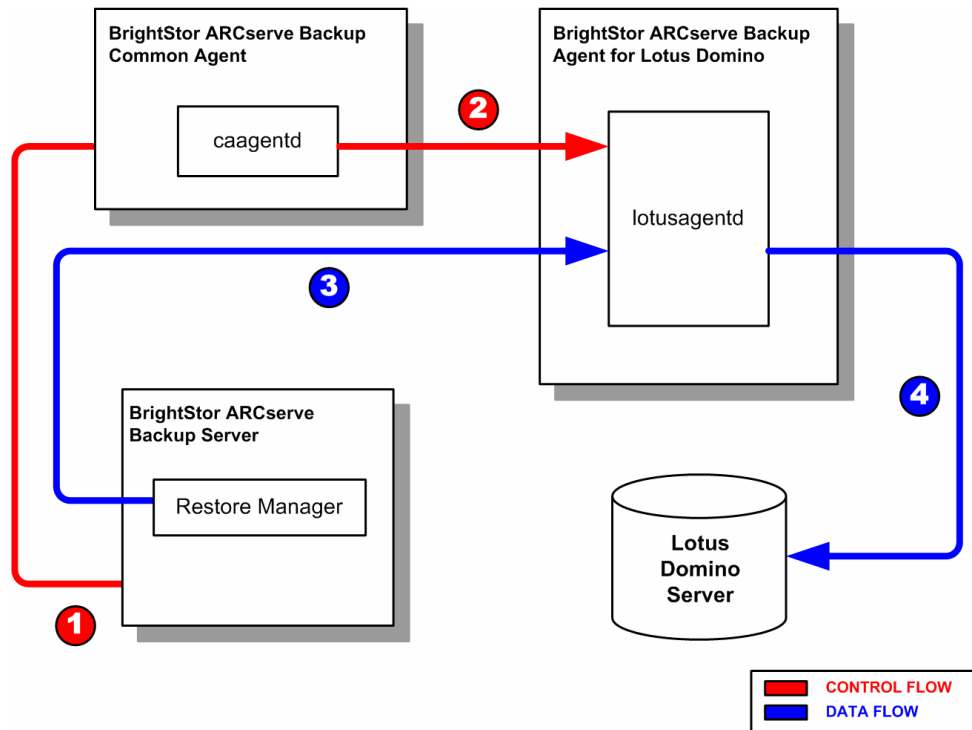 BrightStor ARCserve Backup
Common Agent
caagentd
2
BrightStor ARCserve Backup
Agent for Lotus Domino
lotusagentd
3
4
BrightStor ARCserve
Backup Server
Restore Manager
1
Lotus
Domino
Server
CONTROL FLOW
DATA FLOW